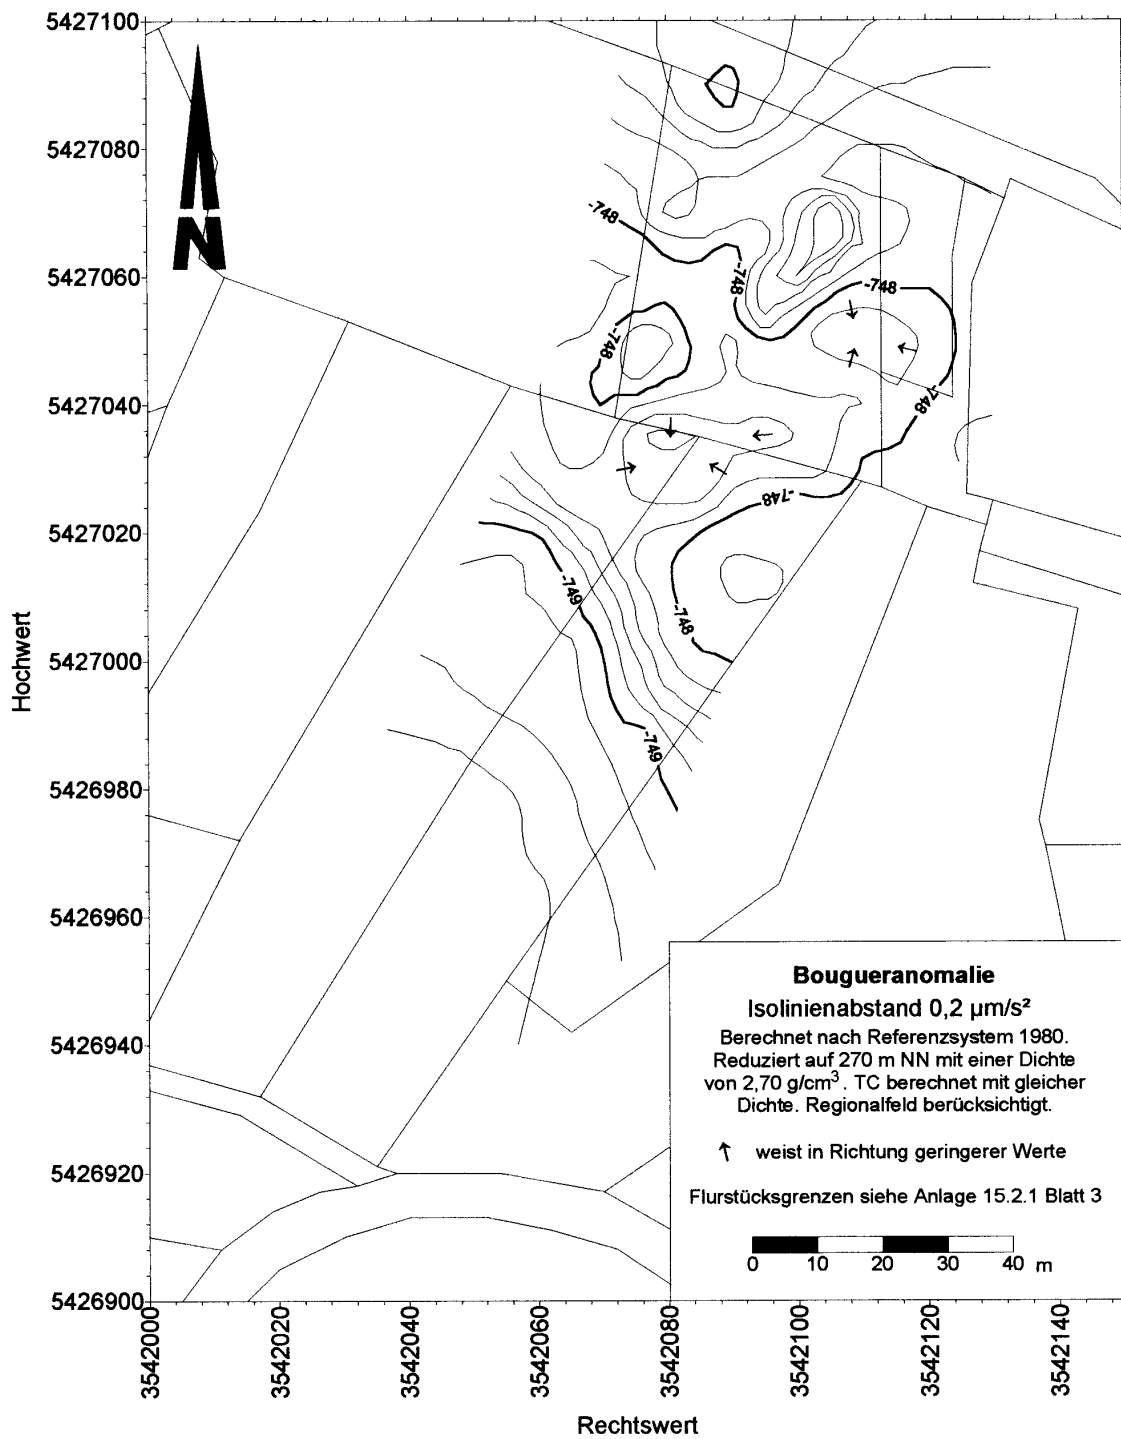 5427100
5427080
5427060
5427040
5427020
5427000
5426980
5426960
5426940
5426920
5426900
Hochwert
N
-748
-748
-748
-748
-748
-748
-748
-749
-749
Bougueranomalie
Isolinienabstand 0,2 µm/s²
Berechnet nach Referenzsystem 1980.
Reduziert auf 270 m NN mit einer Dichte
von 2,70 g/cm³. TC berechnet mit gleicher
Dichte. Regionalfeld berücksichtigt.
weist in Richtung geringerer Werte
Flurstücksgrenzen siehe Anlage 15.2.1 Blatt 3
0 10 20 30 40 m
3542000
3542020
3542040
3542060
3542080
3542100
3542120
3542140
Rechtswert